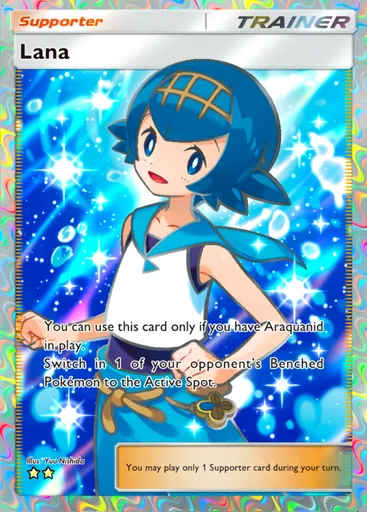 Supporter
TRAINER
Lana
You can use this card only if you have Araquanid
in play.
Switch in 1 of your opponent's Benched
Pokémon to the Active Spot.
Illus. Yuu Nishida
You may play only 1 Supporter card during your turn.